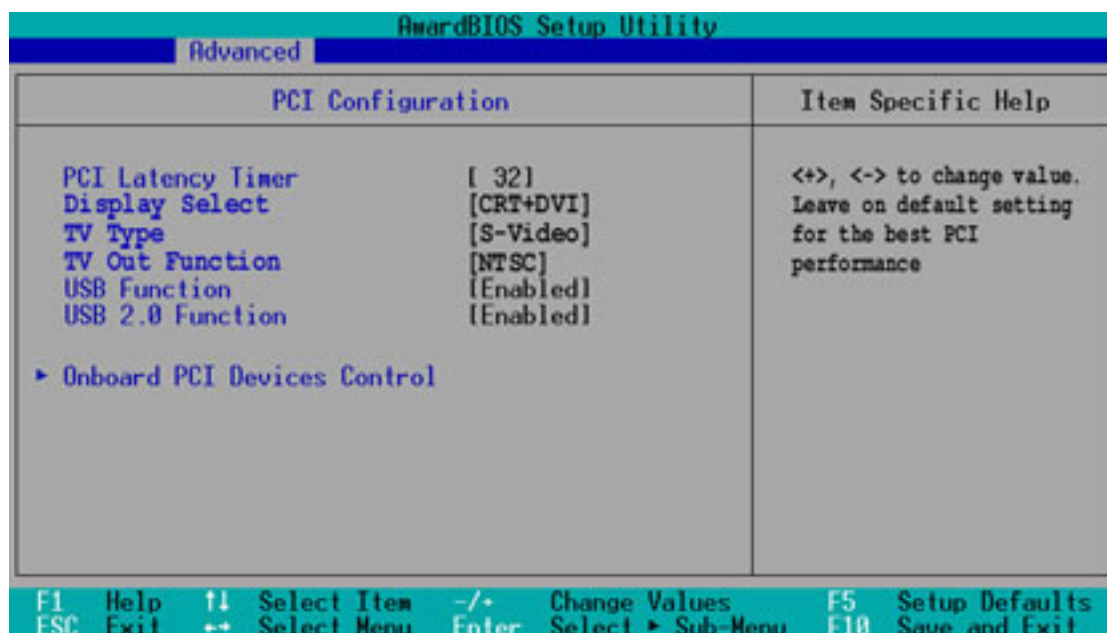 AwardBIOS Setup Utility
Advanced
PCI Configuration
Item Specific Help
PCI Latency Timer [ 32]
Display Select [CRT+DVI]
TV Type [S-Video]
TV Out Function [NTSC]
USB Function [Enabled]
USB 2.0 Function [Enabled]
▸ Onboard PCI Devices Control
<+>, <-> to change value.
Leave on default setting
for the best PCI
performance
F1 Help ↑↓ Select Item -/+ Change Values F5 Setup Defaults
ESC Exit ←→ Select Menu Enter Select ▸ Sub-Menu F10 Save and Exit